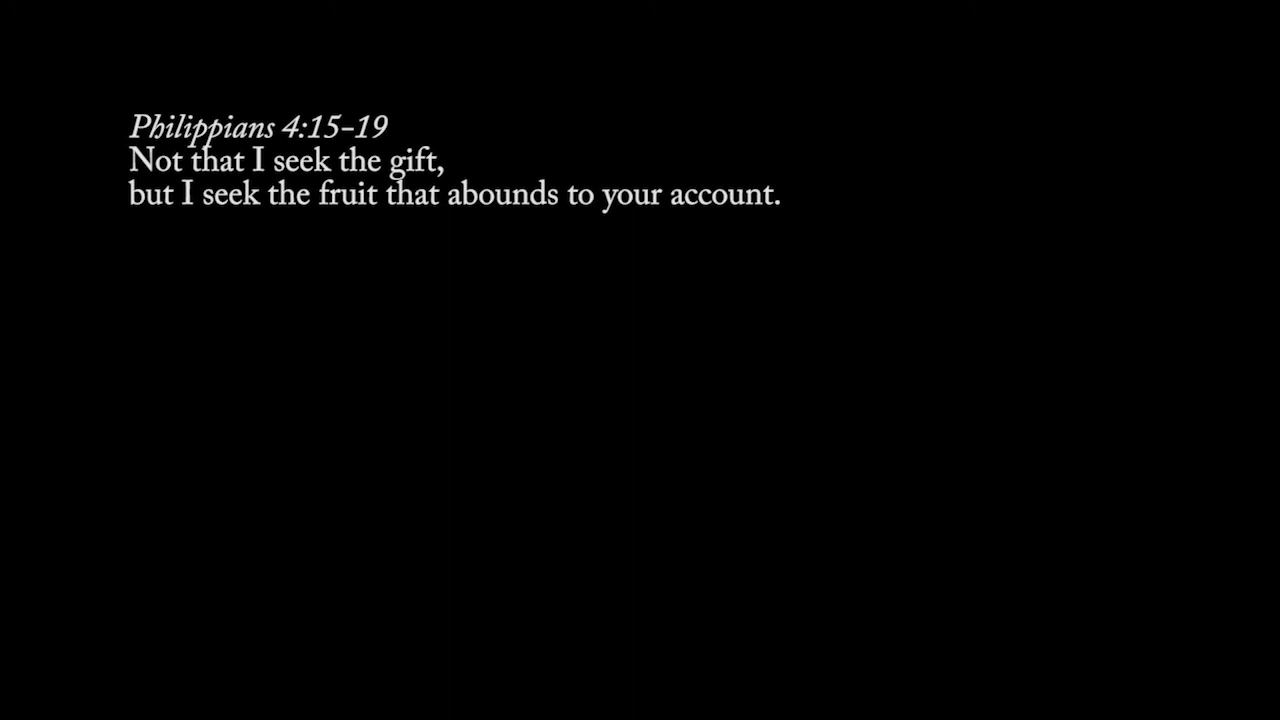 Philippians 4:15-19
Not that I seek the gift,
but I seek the fruit that abounds to your account.